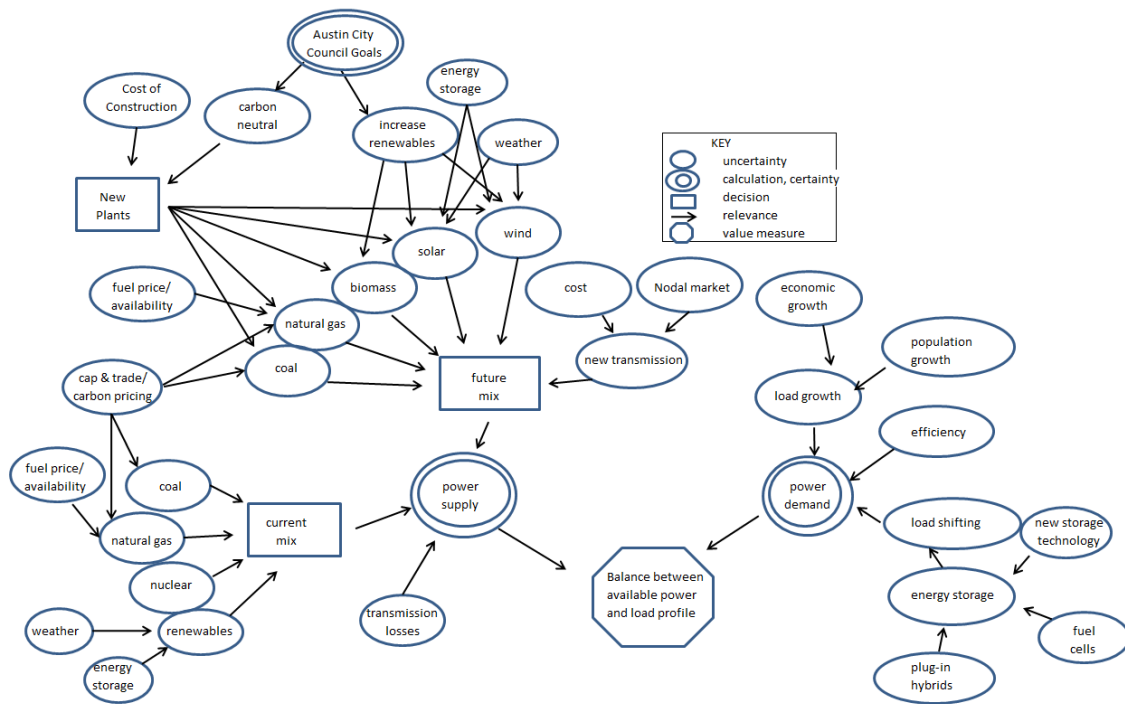 Austin City
Council Goals
energy
storage
Cost of
Construction
carbon
neutral
increase
renewables
weather
KEY
uncertainty
calculation, certainty
decision
relevance
value measure
New
Plants
wind
solar
fuel price/
availability
biomass
cost
Nodal market
economic
growth
natural gas
new transmission
population
growth
cap & trade/
carbon pricing
coal
future
mix
load growth
efficiency
fuel price/
availability
coal
power
supply
power
demand
current
mix
load shifting
new storage
technology
natural gas
nuclear
Balance between
available power
and load profile
energy storage
weather
renewables
transmission
losses
fuel
cells
energy
storage
plug-in
hybrids